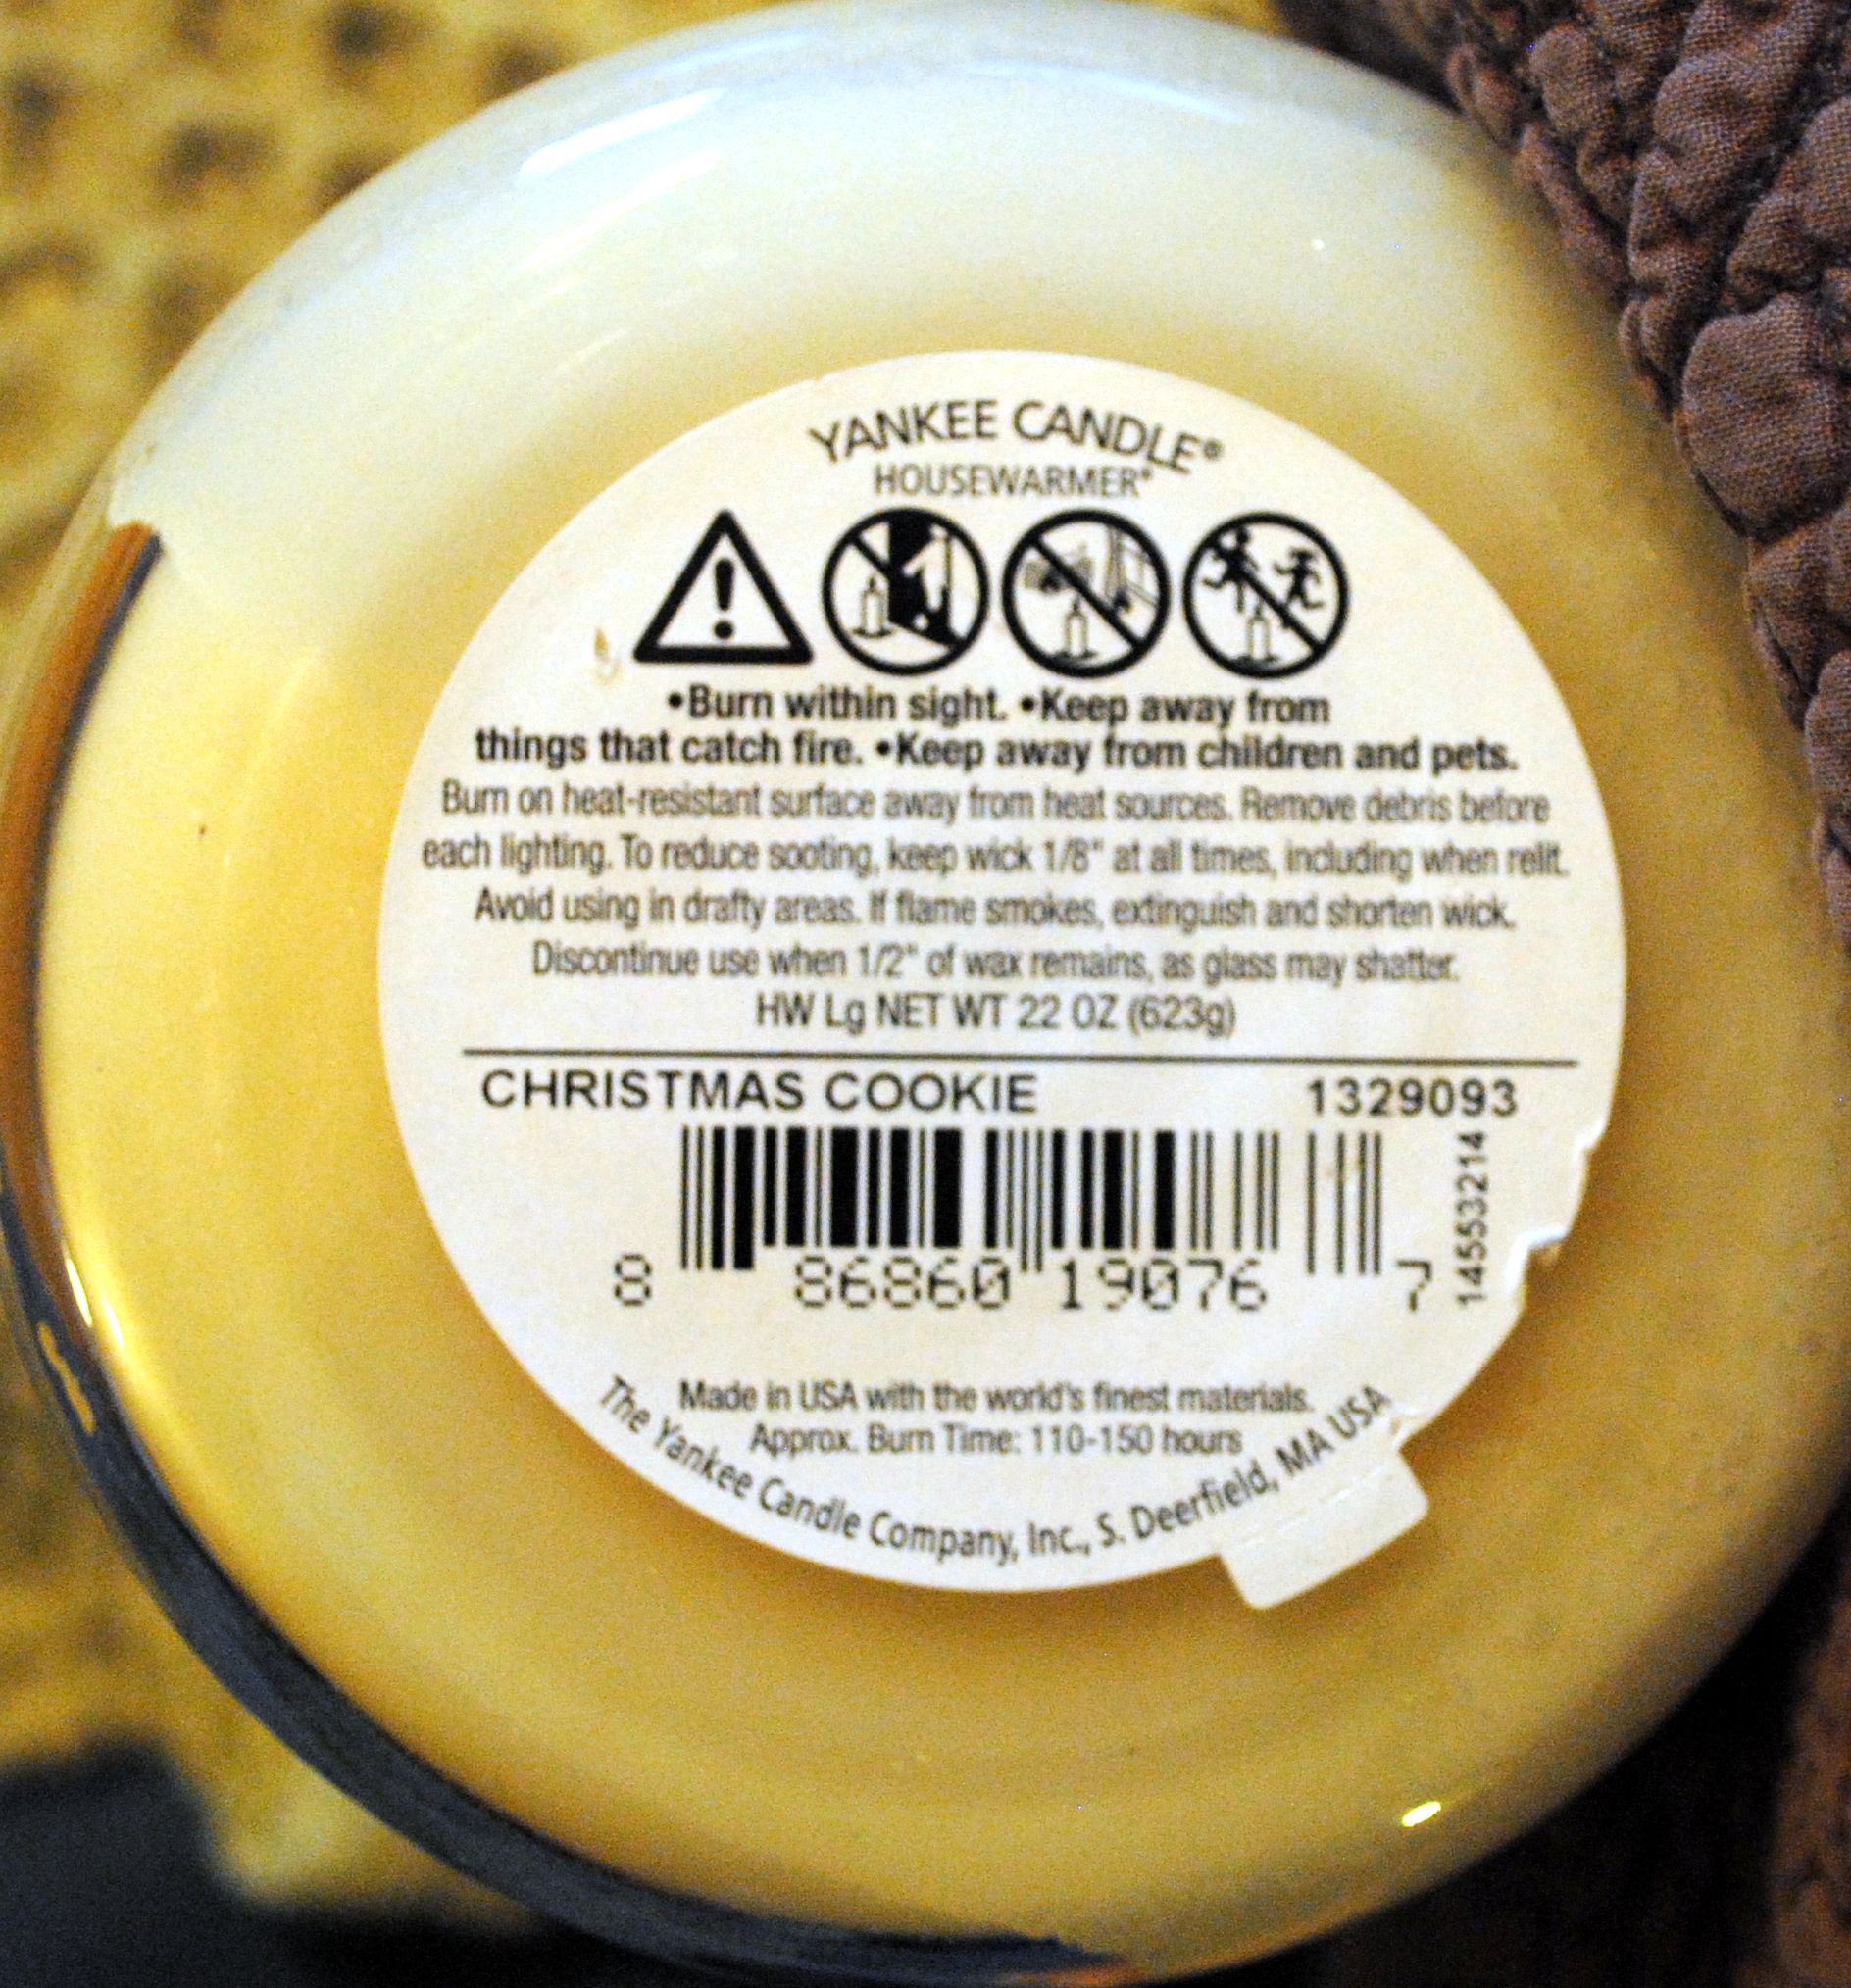 YANKEE CANDLE®
HOUSEWARMER®
•Burn within sight. •Keep away from
things that catch fire. •Keep away from children and pets.
Burn on heat-resistant surface away from heat sources. Remove debris before
each lighting. To reduce sooting, keep wick 1/8" at all times, including when relit.
Avoid using in drafty areas. If flame smokes, extinguish and shorten wick.
Discontinue use when 1/2" of wax remains, as glass may shatter.
HW Lg NET WT 22 OZ (623g)
CHRISTMAS COOKIE 1329093
14553214
8 86860 19076 7
Made in USA with the world's finest materials.
Approx. Burn Time: 110-150 hours
The Yankee Candle Company, Inc., S. Deerfield, MA USA